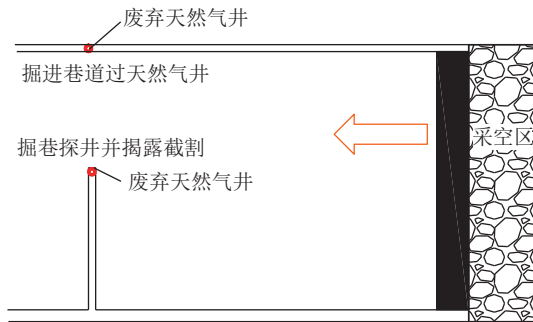 废弃天然气井
掘进巷道过天然气井
采空区
掘巷探井并揭露截割
废弃天然气井